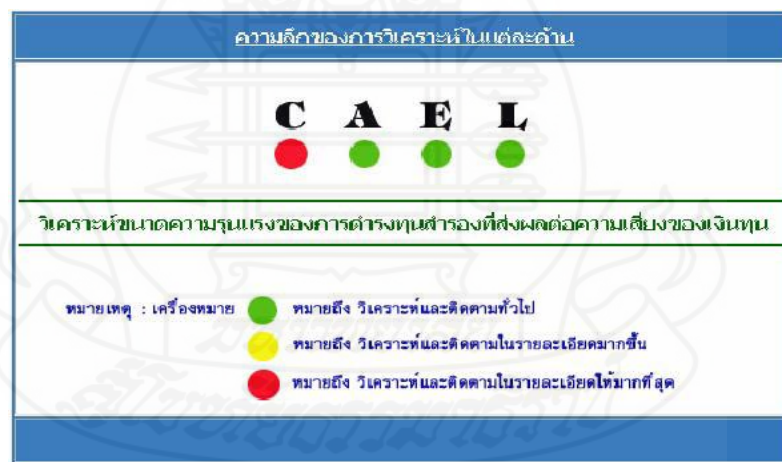 ความลึกของการวิเคราะห์ในแต่ละด้าน
C A E L
วิเคราะห์ขนาดความรุนแรงของการดำรงทุนสำรองที่ส่งผลต่อความเสี่ยงของเงินทุน
หมายเหตุ : เครื่องหมาย หมายถึง วิเคราะห์และติดตามทั่วไป
หมายถึง วิเคราะห์และติดตามในรายละเอียดมากขึ้น
หมายถึง วิเคราะห์และติดตามในรายละเอียดให้มากที่สุด